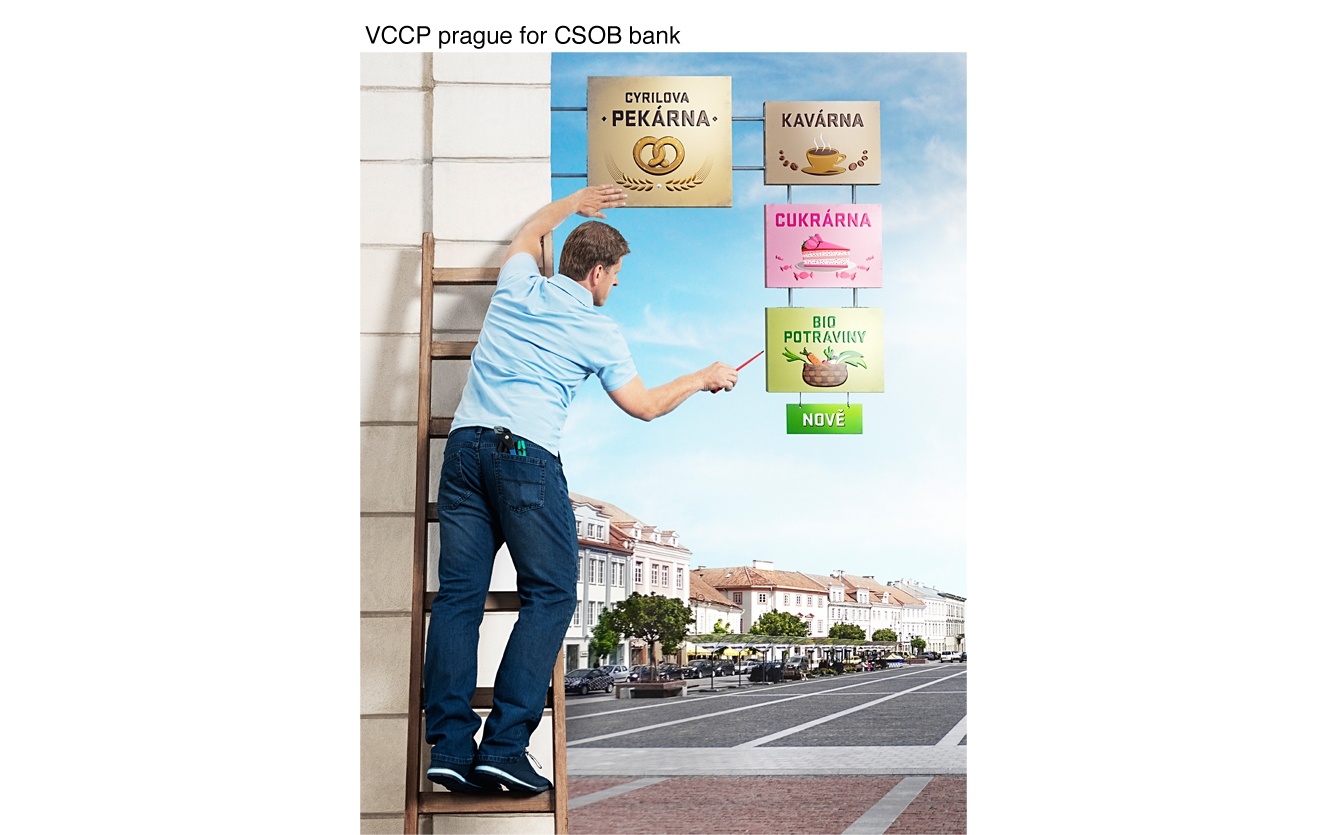 VCCP prague for CSOB bank
CYRILOVA
PEKÁRNA
KAVÁRNA
CUKRÁRNA
BIO
POTRAVINY
NOVĚ